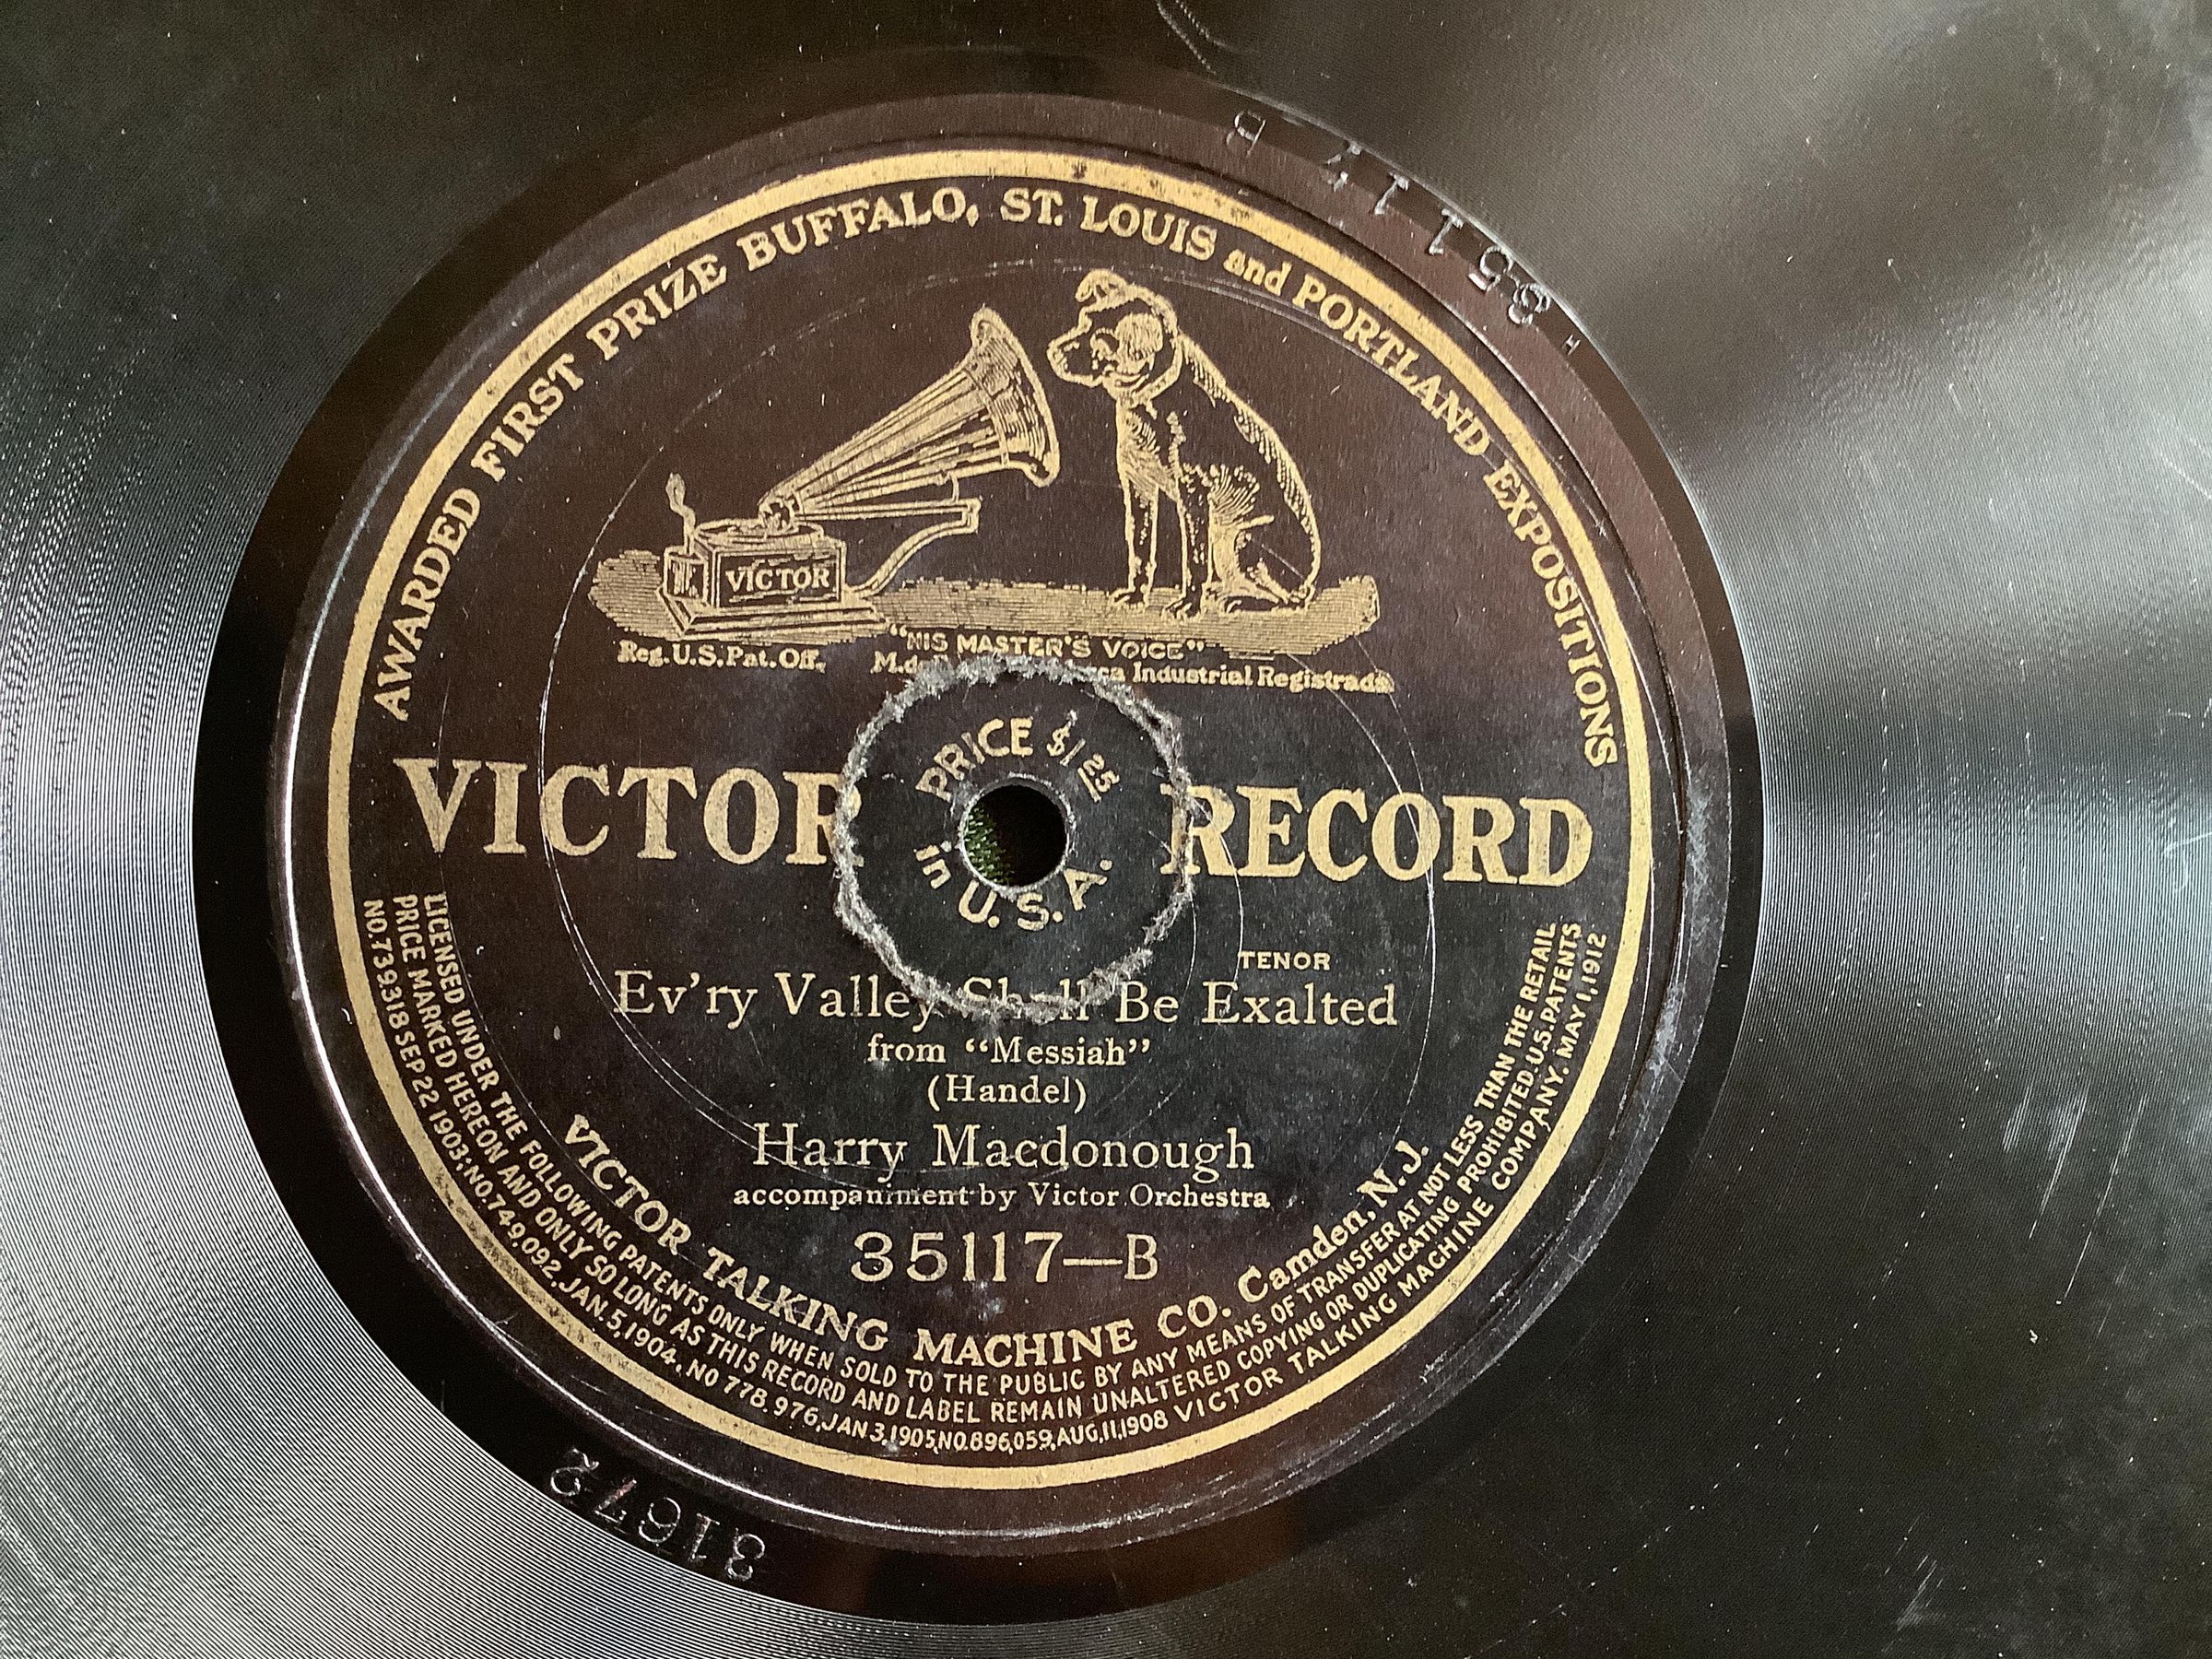 35117 B
H
AWARDED FIRST PRIZE BUFFALO, ST. LOUIS and PORTLAND EXPOSITIONS
VICTOR
"HIS MASTER'S VOICE"
Reg. U.S. Pat. Off.
Industrial Registrada
PRICE $1 25
in U.S.A.
VICTOR RECORD
TENOR
Ev'ry Valley Shall Be Exalted
from "Messiah"
(Handel)
Harry Macdonough
accompaniment by Victor Orchestra
35117—B
VICTOR TALKING MACHINE CO. Camden, N.J.
LICENSED UNDER THE FOLLOWING PATENTS ONLY WHEN SOLD TO THE PUBLIC BY ANY MEANS OF TRANSFER AT NOT LESS THAN THE RETAIL
PRICE MARKED HEREON AND ONLY SO LONG AS THIS RECORD AND LABEL REMAIN UNALTERED COPYING OR DUPLICATING PROHIBITED. U.S. PATENTS
NO. 739,318 SEP 22 1903; NO. 749,092, JAN. 5, 1904. NO 778,976, JAN 3, 1905, NO. 896,059, AUG, 11, 1908 VICTOR TALKING MACHINE COMPANY. MAY 1, 1912
31672